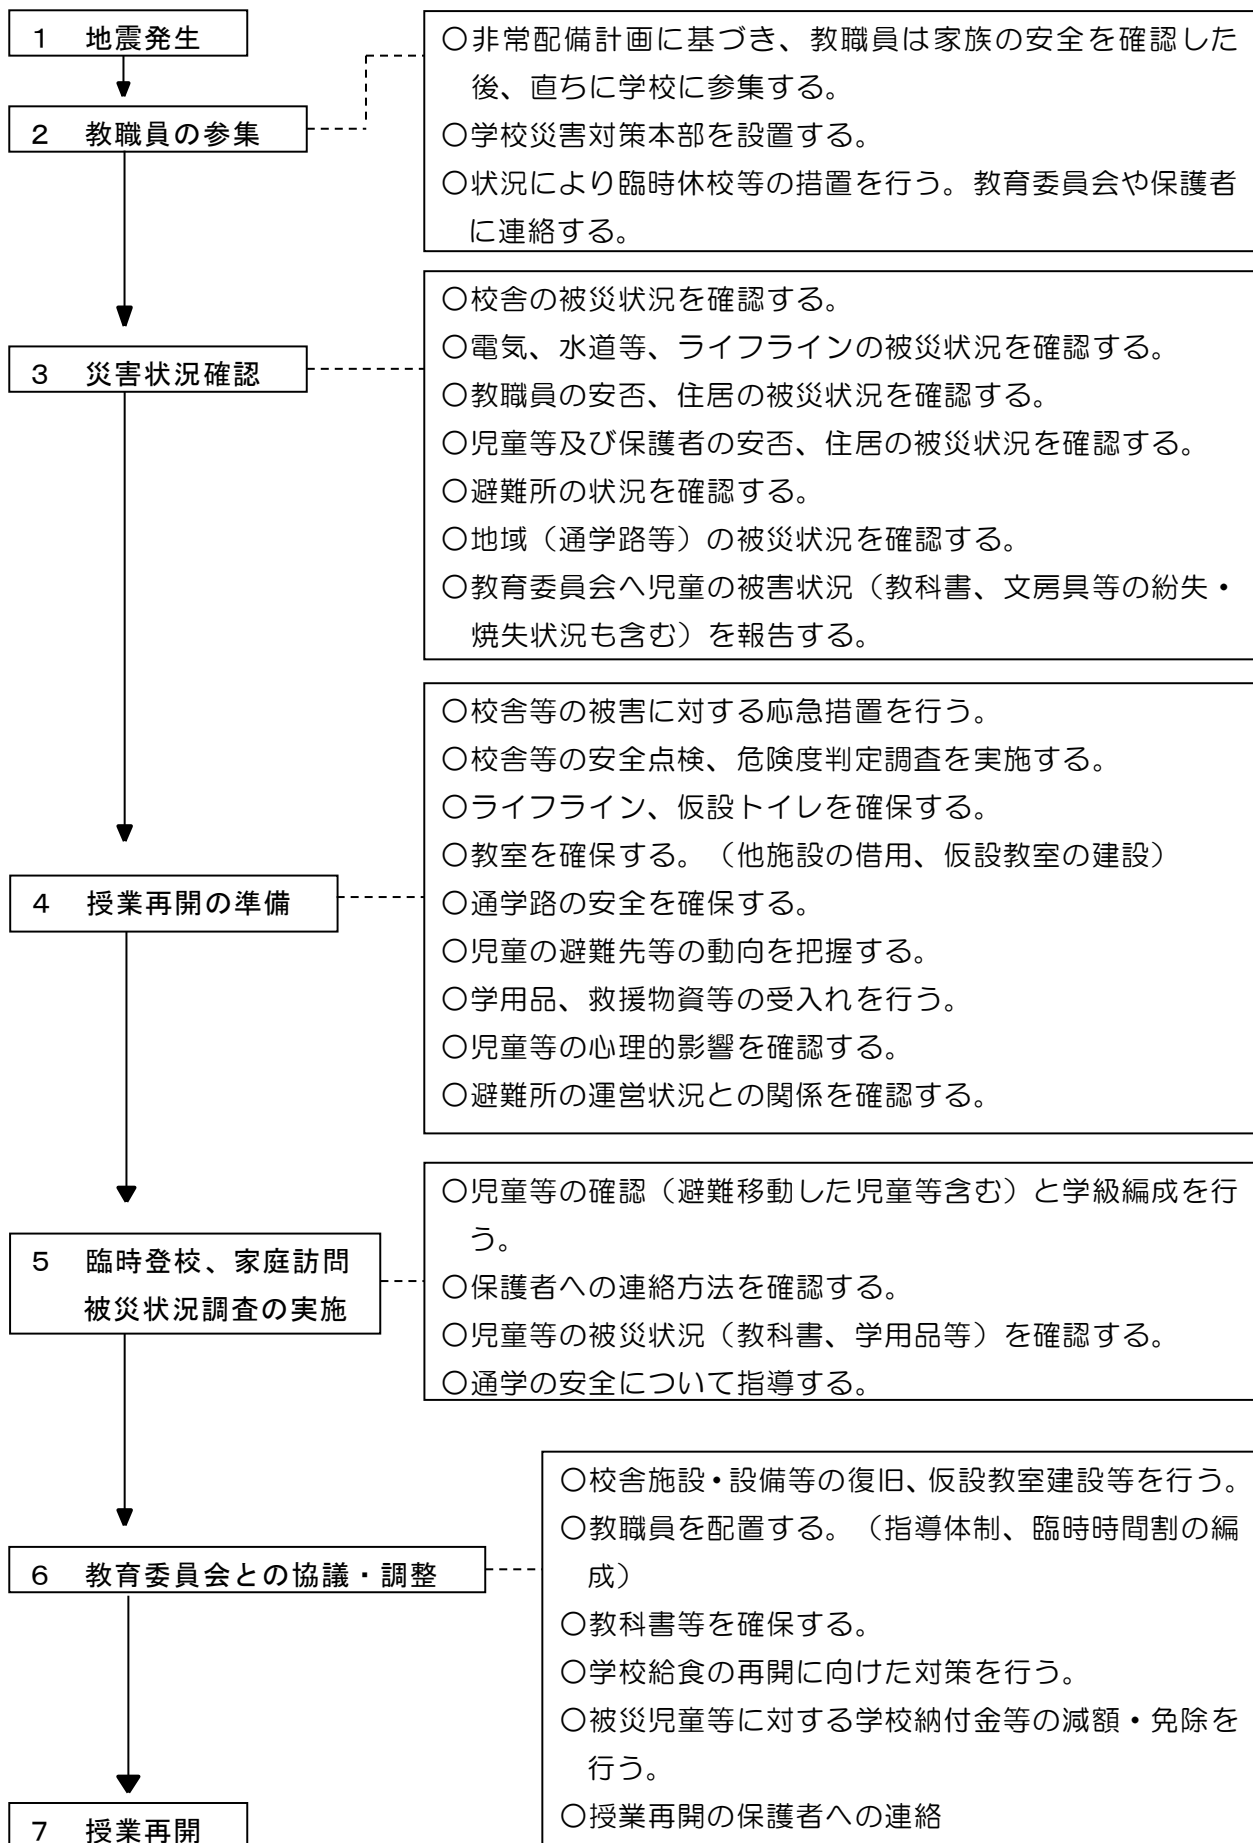 1 地震発生
2 教職員の参集
〇非常配備計画に基づき、教職員は家族の安全を確認した
後、直ちに学校に参集する。
〇学校災害対策本部を設置する。
〇状況により臨時休校等の措置を行う。教育委員会や保護者
に連絡する。
3 災害状況確認
〇校舎の被災状況を確認する。
〇電気、水道等、ライフラインの被災状況を確認する。
〇教職員の安否、住居の被災状況を確認する。
〇児童等及び保護者の安否、住居の被災状況を確認する。
〇避難所の状況を確認する。
〇地域（通学路等）の被災状況を確認する。
〇教育委員会へ児童の被害状況（教科書、文房具等の紛失・
焼失状況も含む）を報告する。
4 授業再開の準備
〇校舎等の被害に対する応急措置を行う。
〇校舎等の安全点検、危険度判定調査を実施する。
〇ライフライン、仮設トイレを確保する。
〇教室を確保する。（他施設の借用、仮設教室の建設）
〇通学路の安全を確保する。
〇児童の避難先等の動向を把握する。
〇学用品、救援物資等の受入れを行う。
〇児童等の心理的影響を確認する。
〇避難所の運営状況との関係を確認する。
5 臨時登校、家庭訪問
被災状況調査の実施
〇児童等の確認（避難移動した児童等含む）と学級編成を行
う。
〇保護者への連絡方法を確認する。
〇児童等の被災状況（教科書、学用品等）を確認する。
〇通学の安全について指導する。
6 教育委員会との協議・調整
〇校舎施設・設備等の復旧、仮設教室建設等を行う。
〇教職員を配置する。（指導体制、臨時時間割の編
成）
〇教科書等を確保する。
〇学校給食の再開に向けた対策を行う。
〇被災児童等に対する学校納付金等の減額・免除を
行う。
〇授業再開の保護者への連絡
7 授業再開